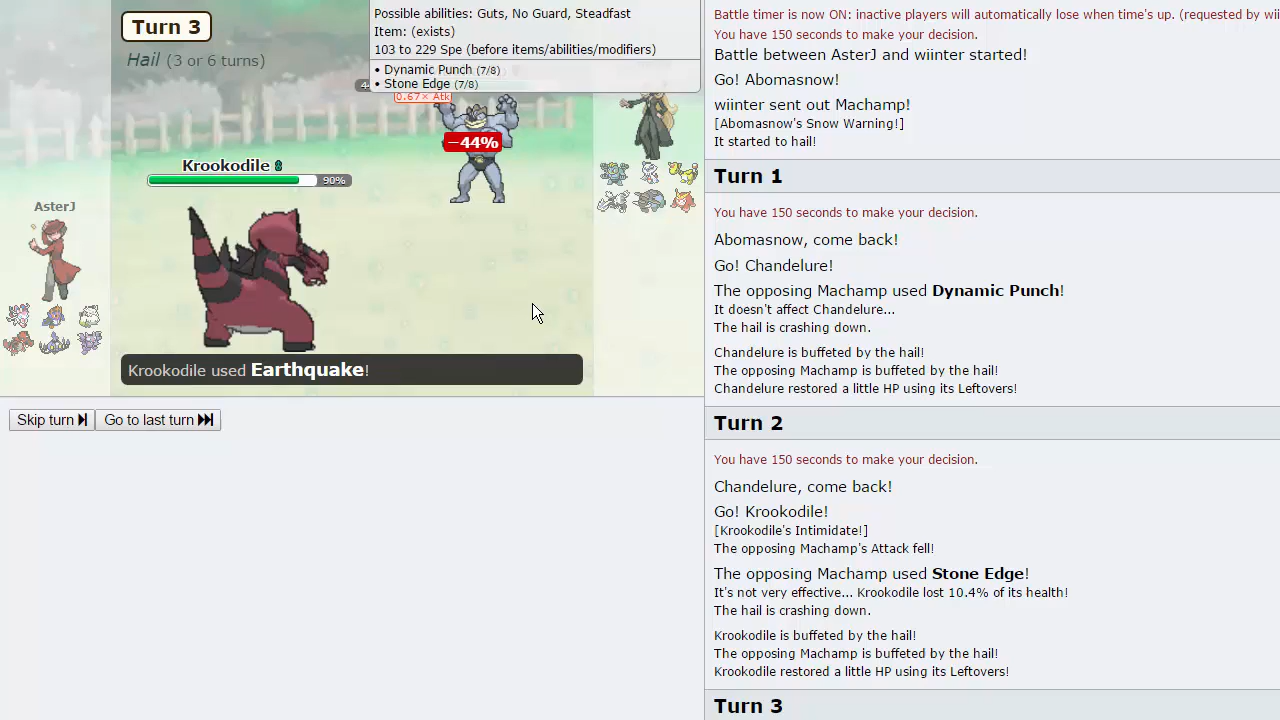 Turn 3
Hail (3 or 6 turns)
Possible abilities: Guts, No Guard, Steadfast
Item: (exists)
103 to 229 Spe (before items/abilities/modifiers)
• Dynamic Punch (7/8)
• Stone Edge (7/8)
0.67× Atk
−44%
Krookodile
90%
AsterJ
Krookodile used Earthquake!
Skip turn
Go to last turn
Battle timer is now ON: inactive players will automatically lose when time's up. (requested by wii
You have 150 seconds to make your decision.
Battle between AsterJ and wiinter started!
Go! Abomasnow!
wiinter sent out Machamp!
[Abomasnow's Snow Warning!]
It started to hail!
Turn 1
You have 150 seconds to make your decision.
Abomasnow, come back!
Go! Chandelure!
The opposing Machamp used Dynamic Punch!
It doesn't affect Chandelure...
The hail is crashing down.
Chandelure is buffeted by the hail!
The opposing Machamp is buffeted by the hail!
Chandelure restored a little HP using its Leftovers!
Turn 2
You have 150 seconds to make your decision.
Chandelure, come back!
Go! Krookodile!
[Krookodile's Intimidate!]
The opposing Machamp's Attack fell!
The opposing Machamp used Stone Edge!
It's not very effective... Krookodile lost 10.4% of its health!
The hail is crashing down.
Krookodile is buffeted by the hail!
The opposing Machamp is buffeted by the hail!
Krookodile restored a little HP using its Leftovers!
Turn 3